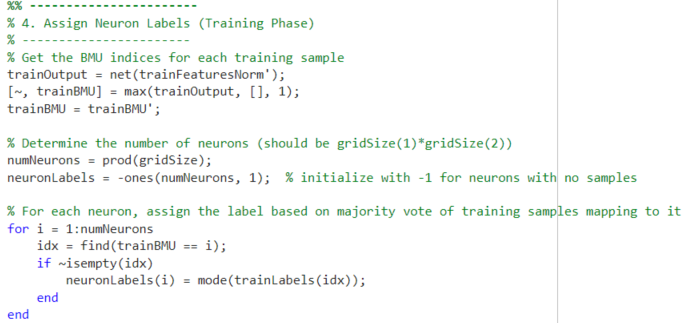 %% -----------------------
% 4. Assign Neuron Labels (Training Phase)
% -----------------------
% Get the BMU indices for each training sample
trainOutput = net(trainFeaturesNorm');
[~, trainBMU] = max(trainOutput, [], 1);
trainBMU = trainBMU';
% Determine the number of neurons (should be gridSize(1)*gridSize(2))
numNeurons = prod(gridSize);
neuronLabels = -ones(numNeurons, 1);  % initialize with -1 for neurons with no samples
% For each neuron, assign the label based on majority vote of training samples mapping to it
for i = 1:numNeurons
    idx = find(trainBMU == i);
    if ~isempty(idx)
        neuronLabels(i) = mode(trainLabels(idx));
    end
end